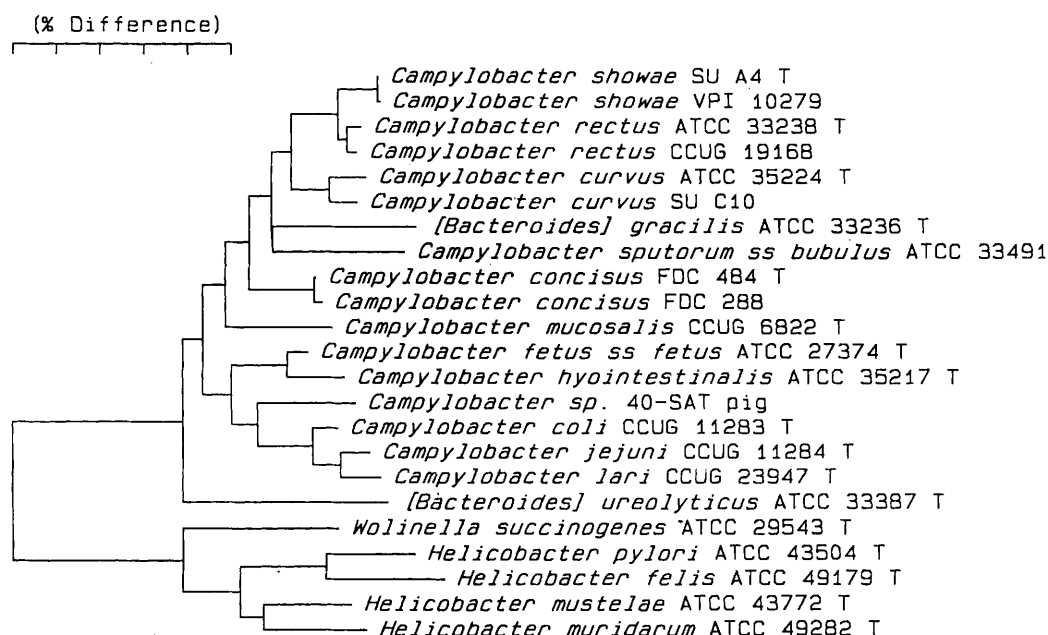 (% Difference)
Campylobacter showae SU A4 T
Campylobacter showae VPI 10279
Campylobacter rectus ATCC 33238 T
Campylobacter rectus CCUG 19168
Campylobacter curvus ATCC 35224 T
Campylobacter curvus SU C10
[Bacteroides] gracilis ATCC 33236 T
Campylobacter sputorum ss bubulus ATCC 33491
Campylobacter concisus FDC 484 T
Campylobacter concisus FDC 288
Campylobacter mucosalis CCUG 6822 T
Campylobacter fetus ss fetus ATCC 27374 T
Campylobacter hyointestinalis ATCC 35217 T
Campylobacter sp. 40-SAT pig
Campylobacter coli CCUG 11283 T
Campylobacter jejuni CCUG 11284 T
Campylobacter lari CCUG 23947 T
[Bacteroides] ureolyticus ATCC 33387 T
Wolinella succinogenes ATCC 29543 T
Helicobacter pylori ATCC 43504 T
Helicobacter felis ATCC 49179 T
Helicobacter mustelae ATCC 43772 T
Helicobacter muridarum ATCC 49282 T